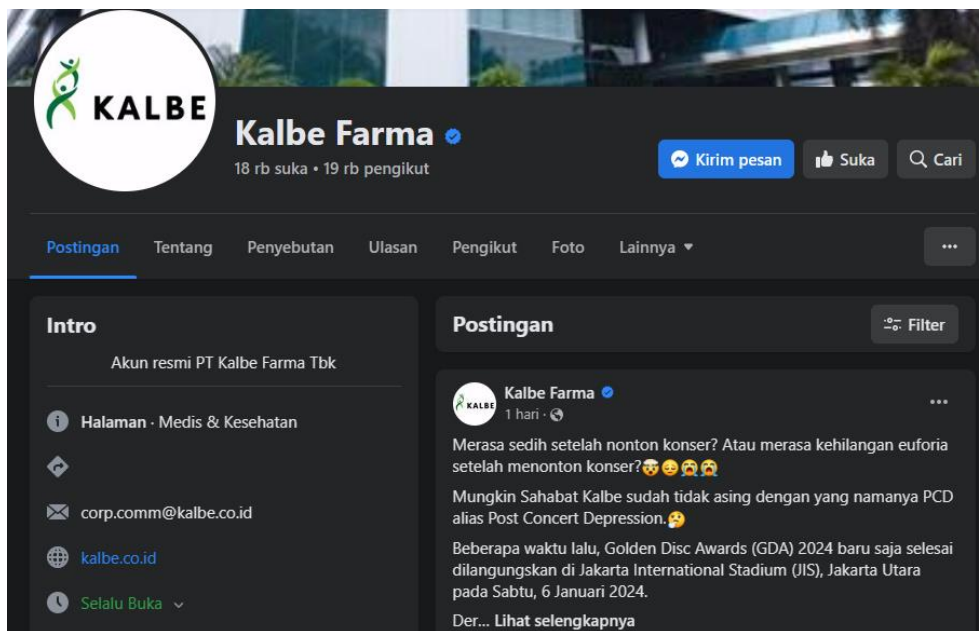 KALBE
Kalbe Farma
18 rb suka • 19 rb pengikut
Kirim pesan
Suka
Cari
Postingan
Tentang
Penyebutan
Ulasan
Pengikut
Foto
Lainnya
Intro
Akun resmi PT Kalbe Farma Tbk
Halaman · Medis & Kesehatan
corp.comm@kalbe.co.id
kalbe.co.id
Selalu Buka
Postingan
Filter
KALBE
Kalbe Farma
1 hari ·
Merasa sedih setelah nonton konser? Atau merasa kehilangan euforia
setelah menonton konser?🤯😔😭😭
Mungkin Sahabat Kalbe sudah tidak asing dengan yang namanya PCD
alias Post Concert Depression.🤔
Beberapa waktu lalu, Golden Disc Awards (GDA) 2024 baru saja selesai
dilangungskan di Jakarta International Stadium (JIS), Jakarta Utara
pada Sabtu, 6 Januari 2024.
Der... Lihat selengkapnya